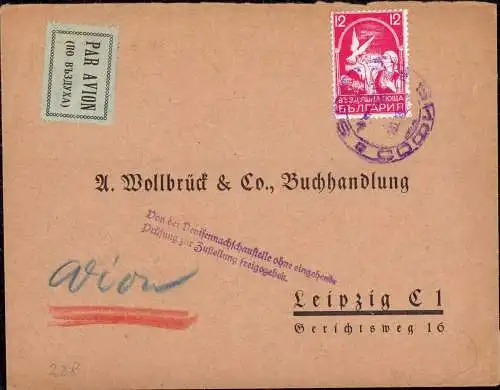 PAR AVION
(ПО ВЪЗДУХА)
12 12
ВЪЗДУШНА ПОЩА
БЪЛГАРИЯ
A. Wollbrück & Co., Buchhandlung
Von der Devisennachschaustelle ohne eingehende
Prüfung zur Zustellung freigegeben.
avion
Leipzig C 1
Gerichtsweg 16